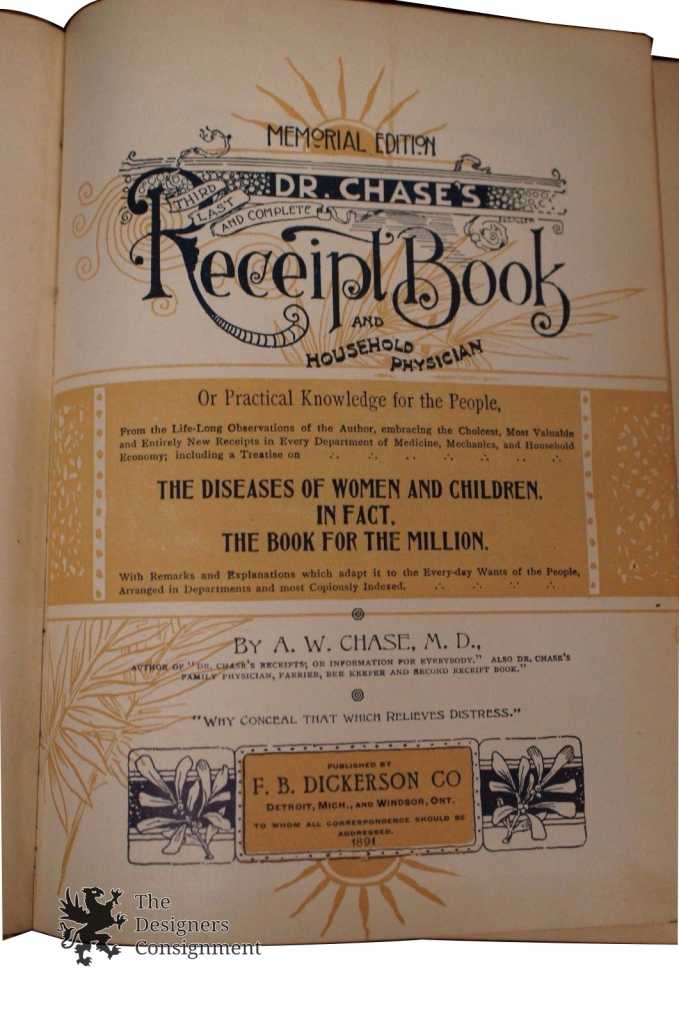 MEMORIAL EDITION
DR. CHASE'S
THIRD
LAST
AND COMPLETE
Receipt Book
AND
HOUSEHOLD PHYSICIAN
Or Practical Knowledge for the People,
From the Life-Long Observations of the Author, embracing the Choicest, Most Valuable
and Entirely New Receipts in Every Department of Medicine, Mechanics, and Household
Economy; including a Treatise on
THE DISEASES OF WOMEN AND CHILDREN.
IN FACT,
THE BOOK FOR THE MILLION.
With Remarks and Explanations which adapt it to the Every-day Wants of the People,
Arranged in Departments and most Copiously Indexed.
BY A. W. CHASE, M. D.,
AUTHOR OF "DR. CHASE'S RECEIPTS; OR INFORMATION FOR EVERYBODY." ALSO DR. CHASE'S
FAMILY PHYSICIAN, FARRIER, BEE KEEPER AND SECOND RECEIPT BOOK."
"WHY CONCEAL THAT WHICH RELIEVES DISTRESS."
PUBLISHED BY
F. B. DICKERSON CO
DETROIT, MICH., AND WINDSOR, ONT.
TO WHOM ALL CORRESPONDENCE SHOULD BE
ADDRESSED.
1891
The
Designers
Consignment